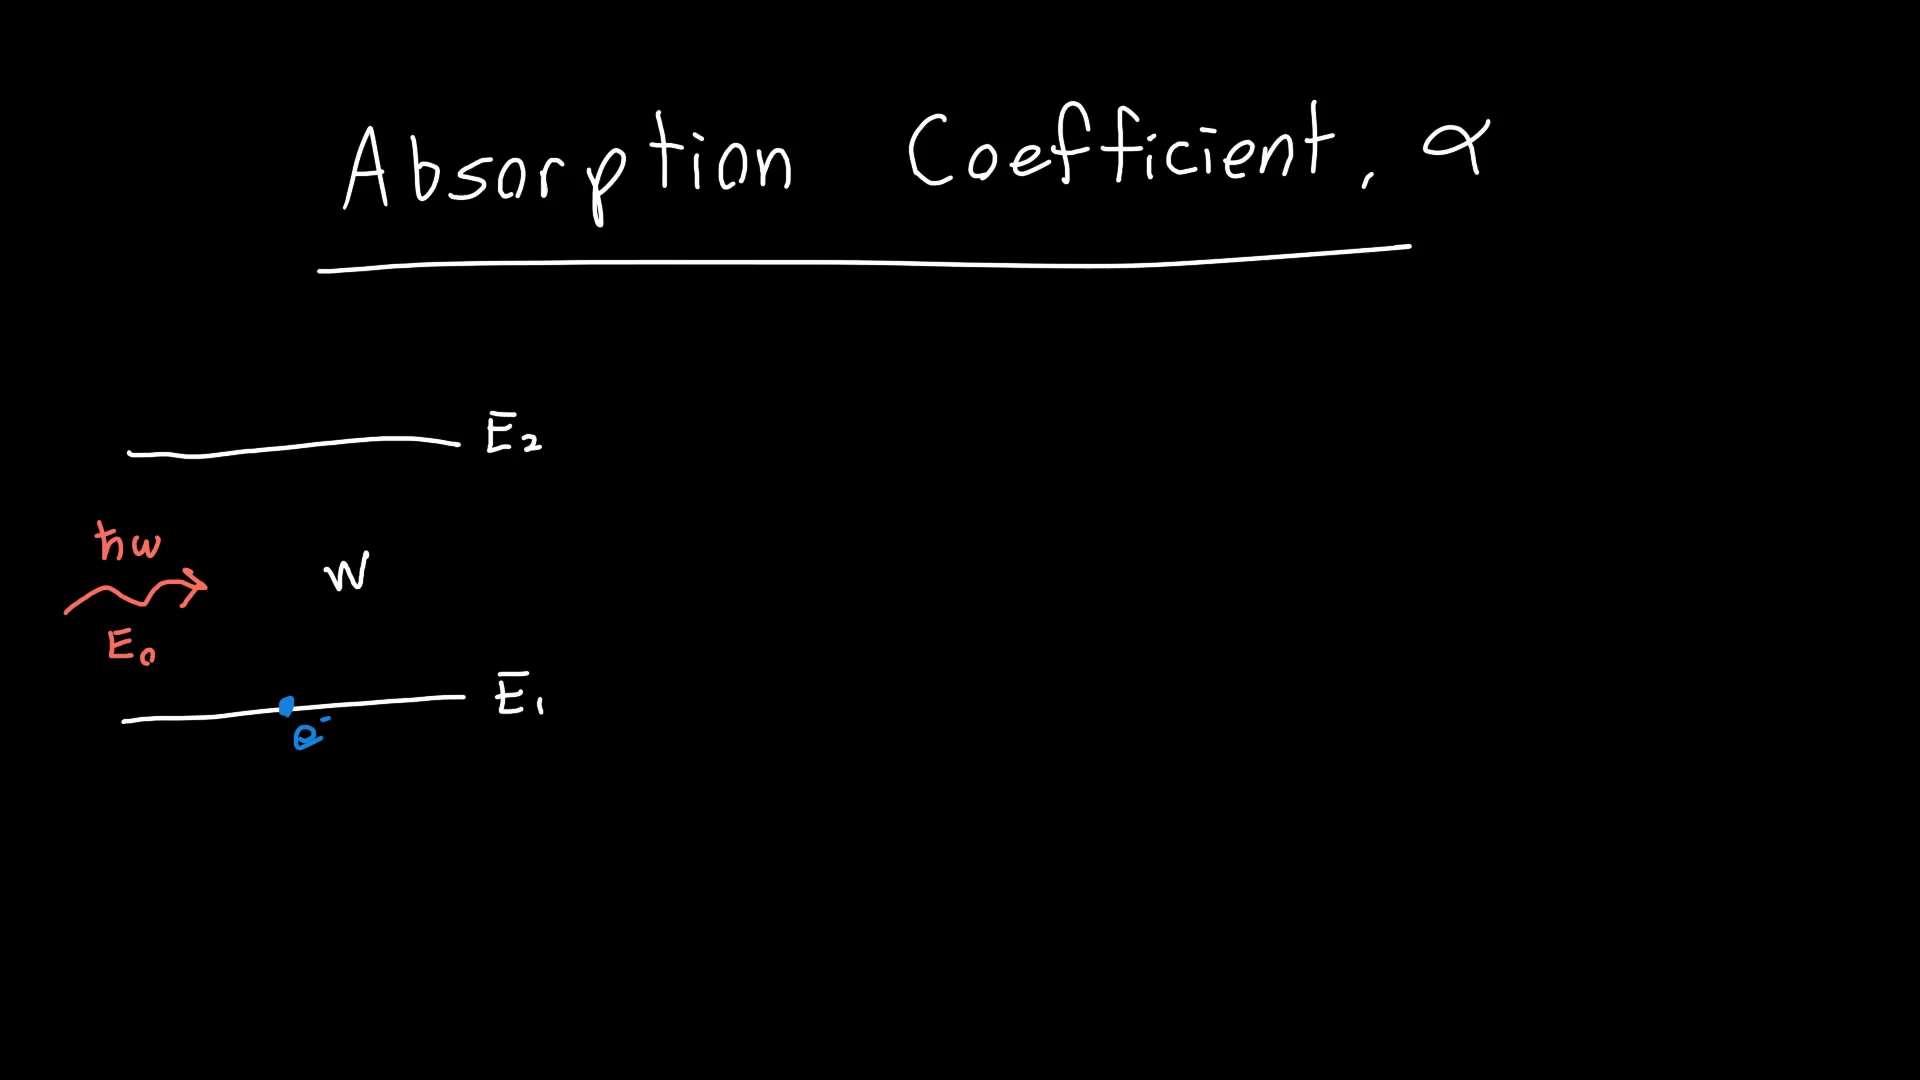 Absorption Coefficient, α
E₂
ħω
W
E₀
E₁
e⁻